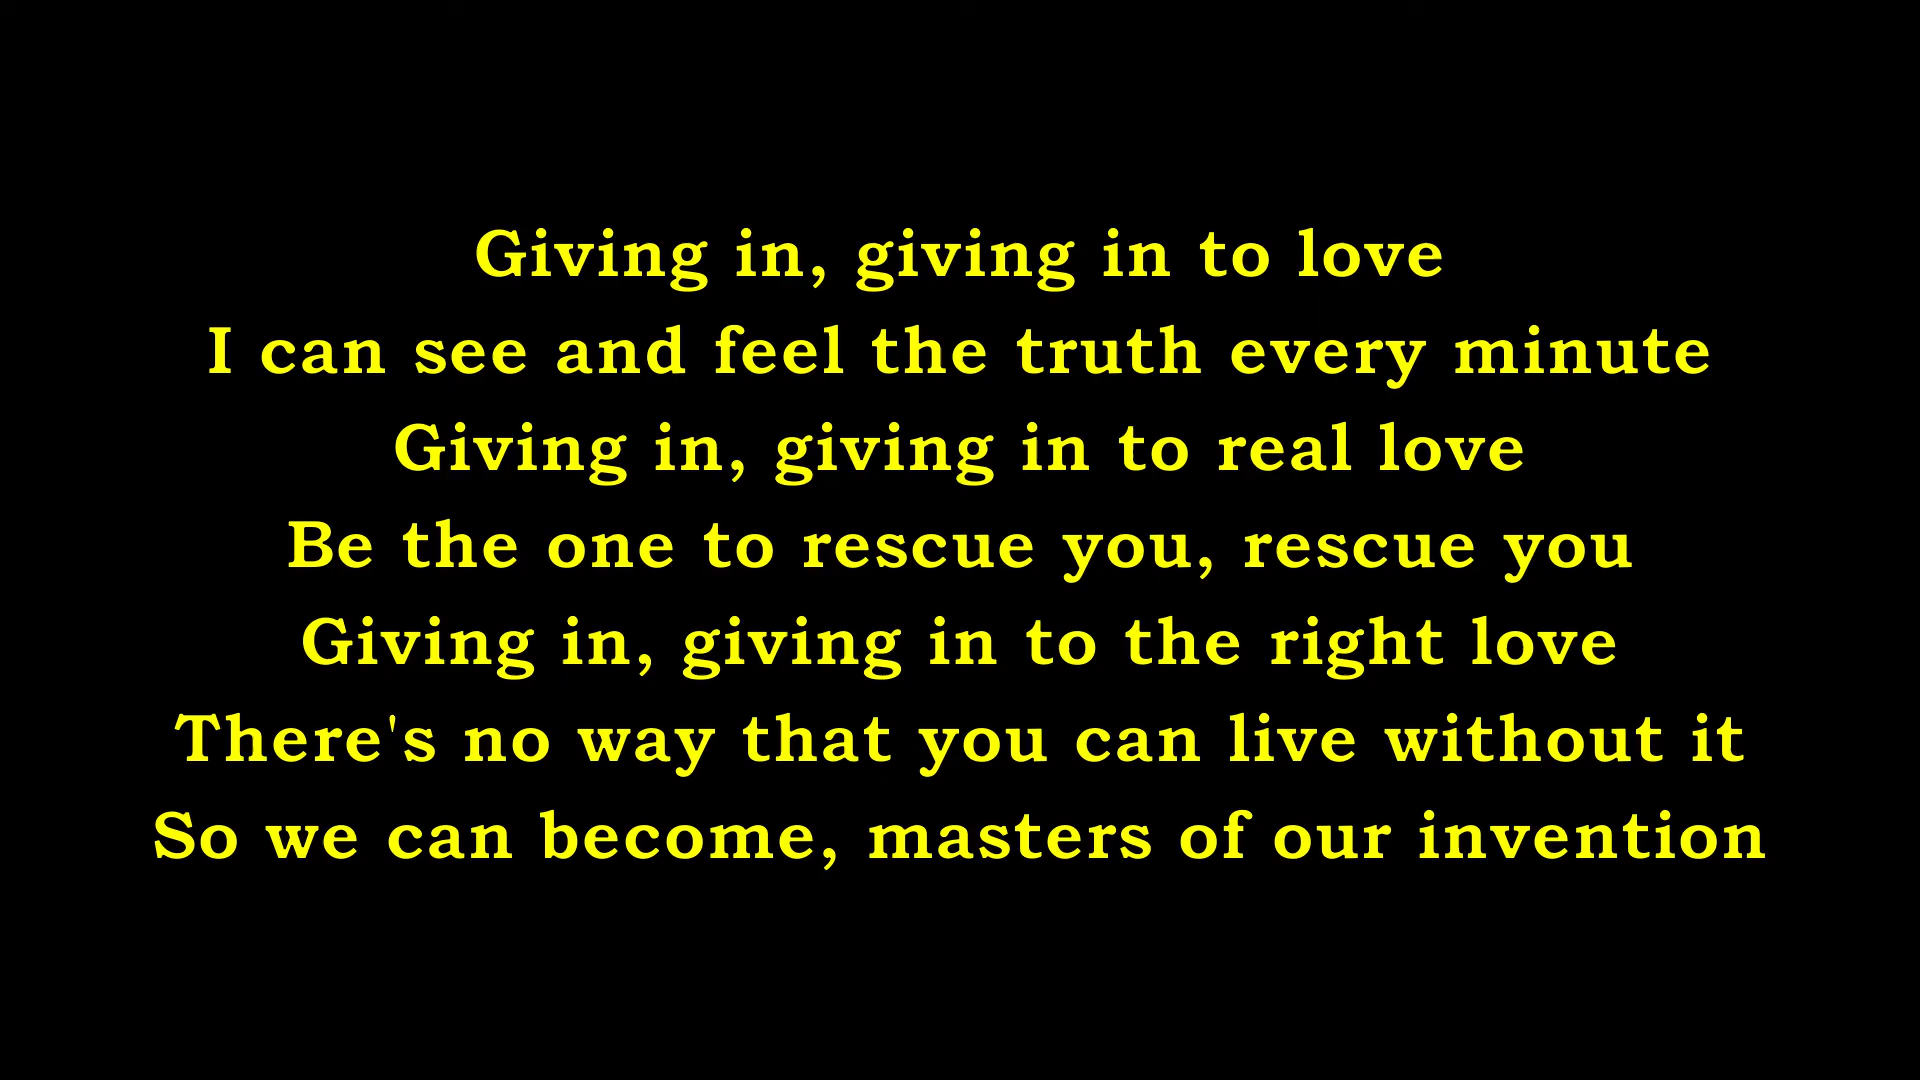 Giving in, giving in to love
I can see and feel the truth every minute
Giving in, giving in to real love
Be the one to rescue you, rescue you
Giving in, giving in to the right love
There's no way that you can live without it
So we can become, masters of our invention